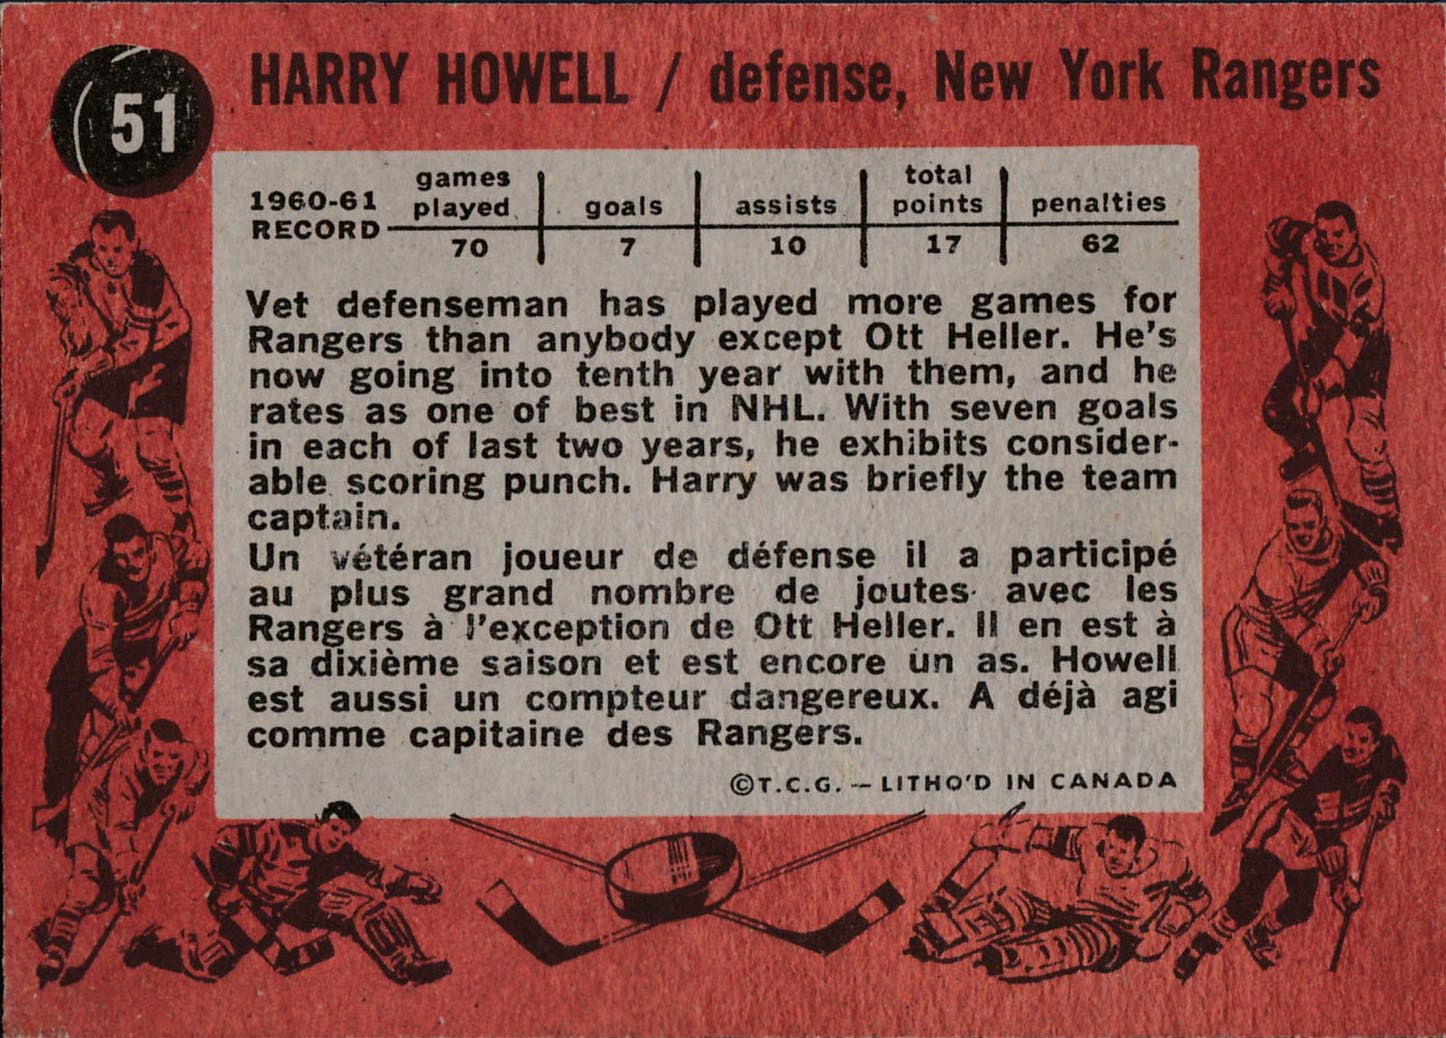 51
HARRY HOWELL / defense, New York Rangers
1960-61 RECORD games played goals assists total points penalties
70 7 10 17 62
Vet defenseman has played more games for
Rangers than anybody except Ott Heller. He's
now going into tenth year with them, and he
rates as one of best in NHL. With seven goals
in each of last two years, he exhibits consider-
able scoring punch. Harry was briefly the team
captain.
Un vétéran joueur de défense il a participé
au plus grand nombre de joutes avec les
Rangers à l'exception de Ott Heller. Il en est à
sa dixième saison et est encore un as. Howell
est aussi un compteur dangereux. A déjà agi
comme capitaine des Rangers.
©T.C.G. — LITHO'D IN CANADA